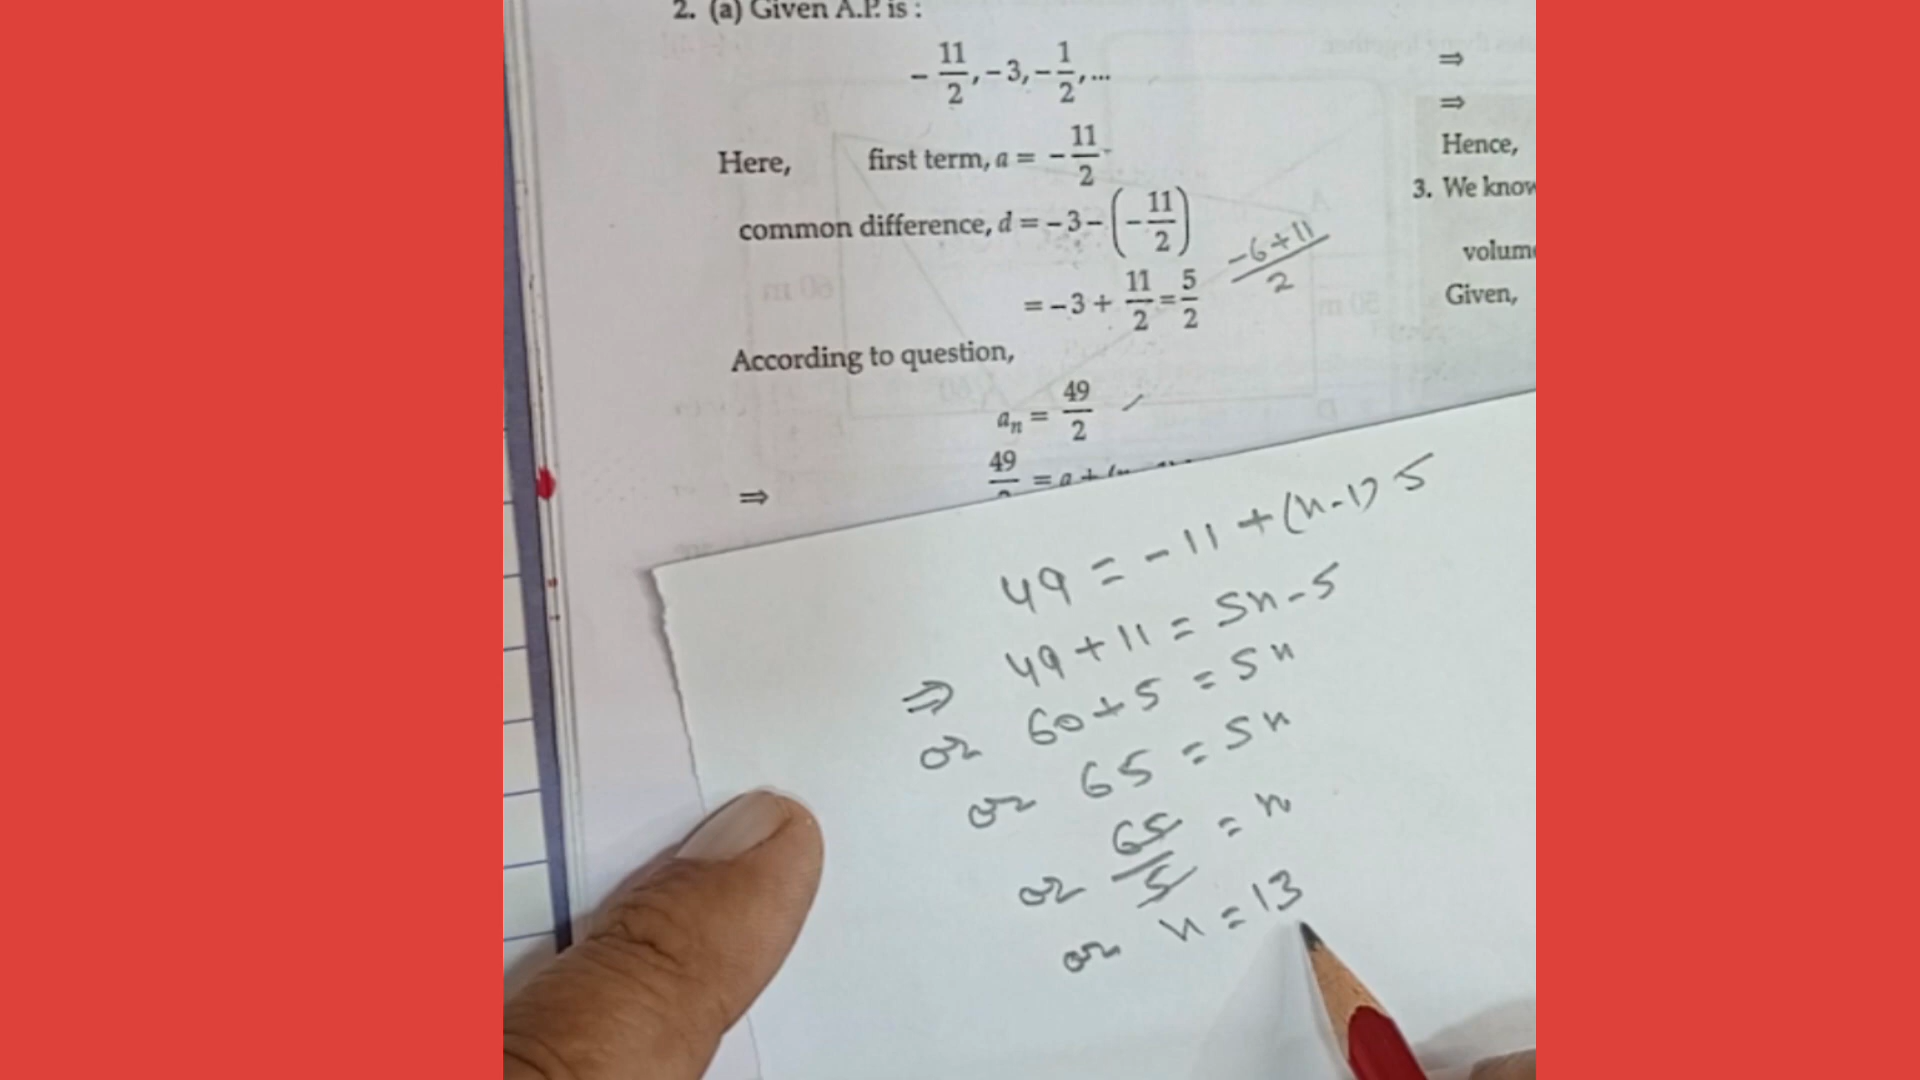 2. (a) Given A.P. is :
- 11/2, - 3, - 1/2, ...
Here, first term, a = - 11/2
common difference, d = - 3 - (- 11/2)
= - 3 + 11/2 = 5/2
-6+11/2
According to question,
aₙ = 49/2
⇒ 49 = a +
⇒
⇒
Hence,
3. We know
Given,
49 = -11 + (n-1) 5
⇒ 49 + 11 = 5n - 5
or 60 + 5 = 5n
or 65 = 5n
or 65/5 = n
or n = 13